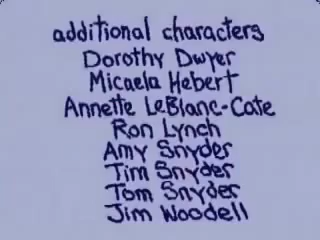 additional characters
Dorothy Dwyer
Micaela Hebert
Annette LeBlanc-Cate
Ron Lynch
Amy Snyder
Tim Snyder
Tom Snyder
Jim Woodell